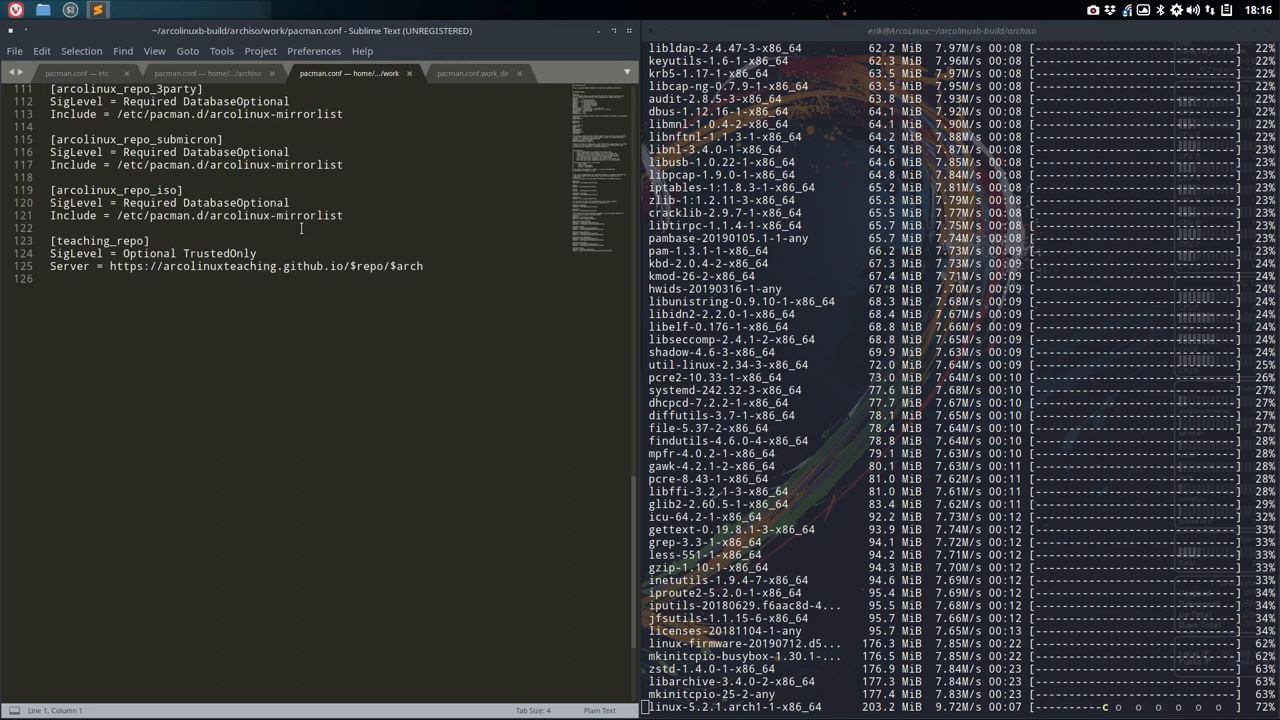 18:16
~/arcolinuxb-build/archiso/work/pacman.conf - Sublime Text (UNREGISTERED)
File Edit Selection Find View Goto Tools Project Preferences Help
pacman.conf — etc × pacman.conf — home/.../archiso × pacman.conf — home/.../work × pacman.conf.work_dir ×
111 [arcolinux_repo_3party]
112 SigLevel = Required DatabaseOptional
113 Include = /etc/pacman.d/arcolinux-mirrorlist
114
115 [arcolinux_repo_submicron]
116 SigLevel = Required DatabaseOptional
117 Include = /etc/pacman.d/arcolinux-mirrorlist
118
119 [arcolinux_repo_iso]
120 SigLevel = Required DatabaseOptional
121 Include = /etc/pacman.d/arcolinux-mirrorlist
122
123 [teaching_repo]
124 SigLevel = Optional TrustedOnly
125 Server = https://arcolinuxteaching.github.io/$repo/$arch
126
Line 1, Column 1 Tab Size: 4 Plain Text
erik@ArcoLinux:~/arcolinuxb-build/archiso
libldap-2.4.47-3-x86_64 62.2 MiB 7.97M/s 00:08 22%
keyutils-1.6-1-x86_64 62.3 MiB 7.96M/s 00:08 22%
krb5-1.17-1-x86_64 63.5 MiB 7.97M/s 00:08 22%
libcap-ng-0.7.9-2-x86_64 63.5 MiB 7.95M/s 00:08 22%
audit-2.8.5-3-x86_64 63.8 MiB 7.93M/s 00:08 22%
dbus-1.12.16-1-x86_64 64.1 MiB 7.92M/s 00:08 22%
libmnl-1.0.4-2-x86_64 64.1 MiB 7.90M/s 00:08 22%
64.2 MiB 7.88M/s 00:08 22%
libnl-3.4.0-1-x86_64 64.5 MiB 7.87M/s 00:08 23%
libusb-1.0.22-1-x86_64 64.6 MiB 7.85M/s 00:08 23%
libpcap-1.9.0-1-x86_64 64.8 MiB 7.84M/s 00:08 23%
65.2 MiB 7.81M/s 00:08 23%
zlib-1:1.2.11-3-x86_64 65.2 MiB 7.79M/s 00:08 23%
65.5 MiB 7.77M/s 00:08 23%
libtirpc-1.1.4-1-x86_64 65.7 MiB 7.75M/s 00:08 23%
pambase-20190105.1-1-any 65.7 MiB 7.73M/s 00:08 23%
pam-1.3.1-1-x86_64 66.3 MiB 7.73M/s 00:09 23%
kbd-2.0.4-2-x86_64 67.3 MiB 7.73M/s 00:09 24%
kmod-26-2-x86_64 67.4 MiB 7.71M/s 00:09 24%
hwids-20190316-1-any 67.8 MiB 7.70M/s 00:09 24%
libunistring-0.9.10-1-x86_64 68.3 MiB 7.68M/s 00:09 24%
libidn2-2.2.0-1-x86_64 68.4 MiB 7.67M/s 00:09 24%
libelf-0.176-1-x86_64 68.8 MiB 7.66M/s 00:09 24%
libseccomp-2.4.1-2-x86_64 68.8 MiB 7.65M/s 00:09 24%
shadow-4.6-3-x86_64 69.9 MiB 7.65M/s 00:09 24%
util-linux-2.34-3-x86_64 72.0 MiB 7.64M/s 00:09 25%
pcre2-10.33-1-x86_64 73.0 MiB 7.64M/s 00:10 26%
systemd-242.32-3-x86_64 77.6 MiB 7.64M/s 00:10 27%
dhcpcd-7.2.2-1-x86_64 77.8 MiB 7.63M/s 00:10 27%
diffutils-3.7-1-x86_64 78.1 MiB 7.65M/s 00:10 27%
file-5.37-2-x86_64 78.4 MiB 7.64M/s 00:10 27%
findutils-4.6.0-4-x86_64 78.8 MiB 7.64M/s 00:10 28%
mpfr-4.0.2-1-x86_64 79.1 MiB 7.63M/s 00:10 28%
gawk-4.2.1-2-x86_64 80.1 MiB 7.63M/s 00:11 28%
pcre-8.43-1-x86_64 81.0 MiB 7.62M/s 00:11 28%
libffi-3.2.1-3-x86_64 81.0 MiB 7.61M/s 00:11 28%
glib2-2.60.5-1-x86_64 83.4 MiB 7.62M/s 00:11 29%
icu-64.2-1-x86_64 92.2 MiB 7.73M/s 00:12 32%
gettext-0.19.8.1-3-x86_64 93.9 MiB 7.74M/s 00:12 33%
grep-3.3-1-x86_64 94.1 MiB 7.72M/s 00:12 33%
less-551-1-x86_64 94.2 MiB 7.71M/s 00:12 33%
gzip-1.10-1-x86_64 94.3 MiB 7.70M/s 00:12 33%
inetutils-1.9.4-7-x86_64 94.6 MiB 7.69M/s 00:12 33%
iproute2-5.2.0-1-x86_64 95.4 MiB 7.69M/s 00:12 34%
iputils-20180629.f6aac8d-4... 95.5 MiB 7.68M/s 00:12 34%
95.7 MiB 7.66M/s 00:12 34%
licenses-20181104-1-any 95.7 MiB 7.65M/s 00:13 34%
linux-firmware-20190712.d5... 176.3 MiB 7.85M/s 00:22 62%
mkinitcpio-busybox-1.30.1-... 176.5 MiB 7.85M/s 00:22 62%
zstd-1.4.0-1-x86_64 176.9 MiB 7.84M/s 00:23 62%
libarchive-3.4.0-2-x86_64 177.3 MiB 7.84M/s 00:23 63%
mkinitcpio-25-2-any 177.4 MiB 7.83M/s 00:23 63%
203.2 MiB 9.72M/s 00:07 72%